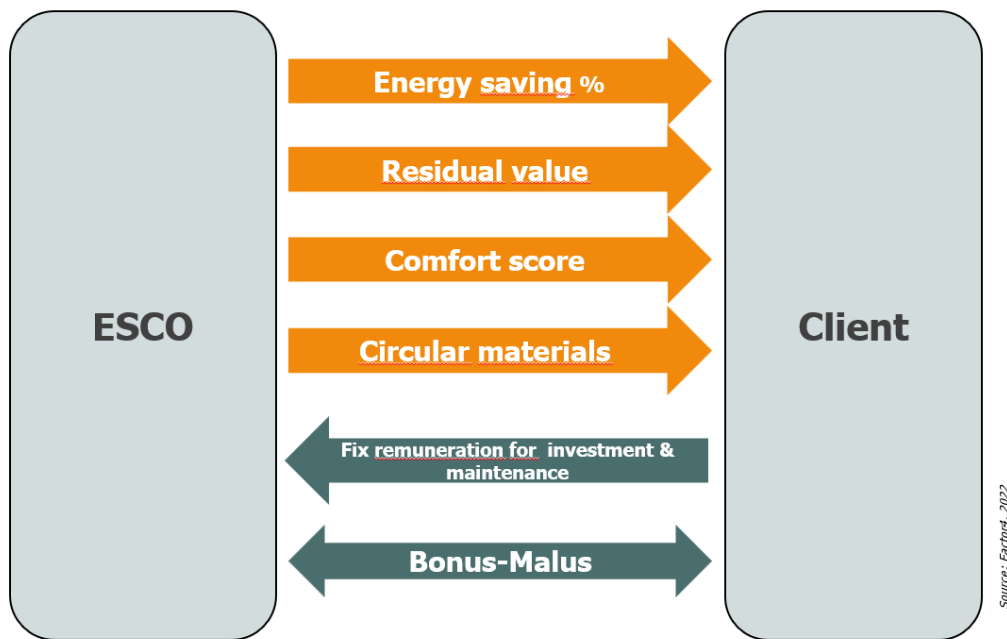 Energy saving %
Residual value
Comfort score
ESCO
Client
Circular materials
Fix remuneration for investment &
maintenance
Bonus-Malus
Source: Factor4, 2022